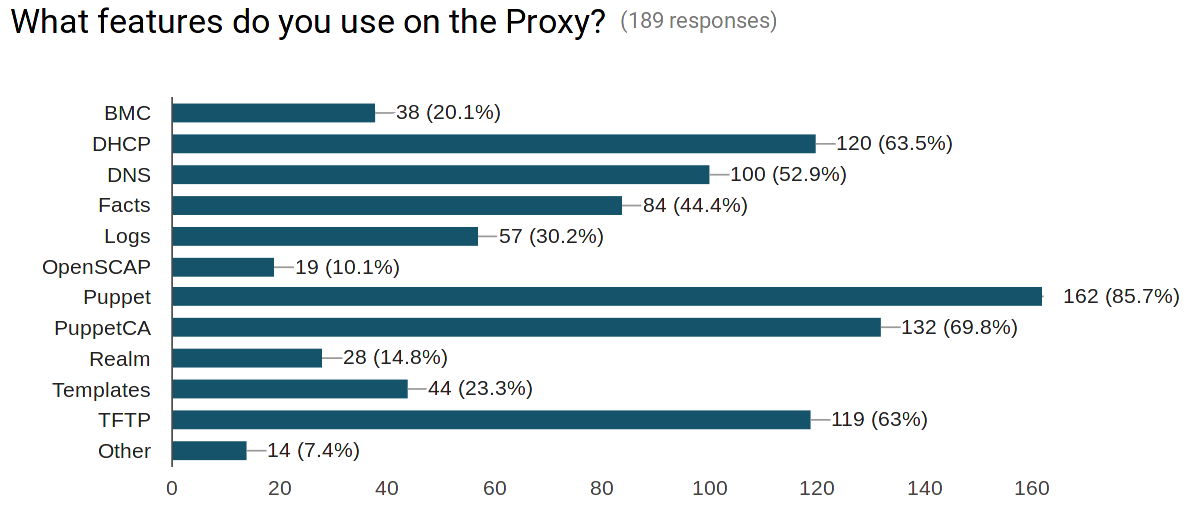 What features do you use on the Proxy? (189 responses)
BMC 38 (20.1%)
DHCP 120 (63.5%)
DNS 100 (52.9%)
Facts 84 (44.4%)
Logs 57 (30.2%)
OpenSCAP 19 (10.1%)
Puppet 162 (85.7%)
PuppetCA 132 (69.8%)
Realm 28 (14.8%)
Templates 44 (23.3%)
TFTP 119 (63%)
Other 14 (7.4%)
0 20 40 60 80 100 120 140 160